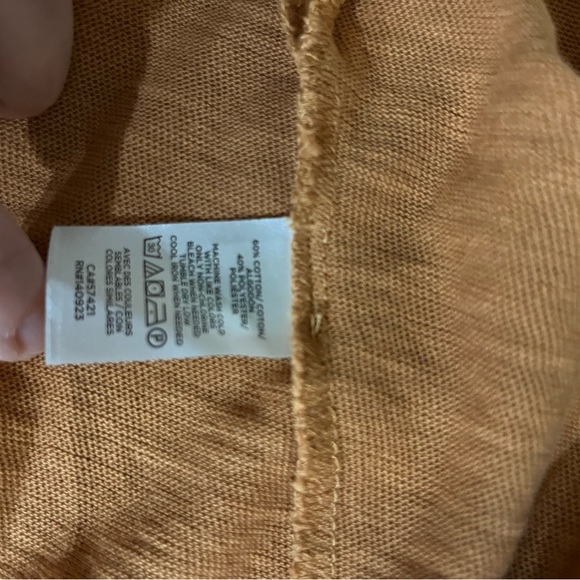 60% COTTON/ COTON/
ALGODÓN
40% POLYESTER/
POLIESTER
MACHINE WASH COLD
WITH LIKE COLORS
ONLY NON-CHLORINE
BLEACH WHEN NEEDED
TUMBLE DRY LOW
COOL IRON WHEN NEEDED
30 P
AVEC DES COULEURS
SEMBLABLES / CON
COLORES SIMILARES
CA#57421
RN#140923